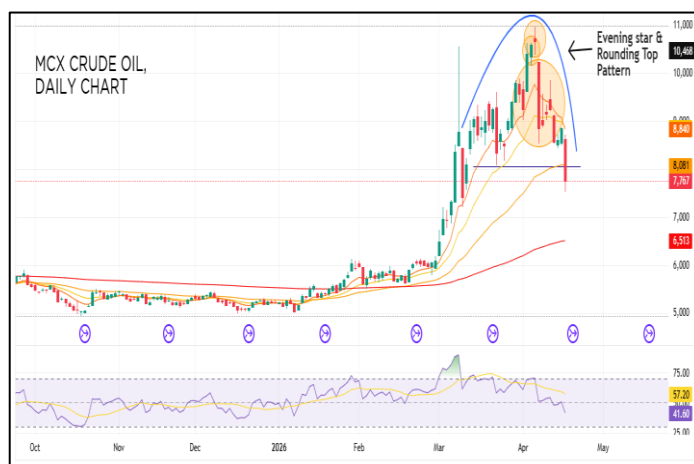 11,000
MCX CRUDE OIL,
DAILY CHART
Evening star &
Rounding Top
Pattern
10,468
10,000
8,840
8,081
7,767
7,000
6,513
6,000
5,000
75.00
57.20
41.60
25.00
Oct
Nov
Dec
2026
Feb
Mar
Apr
May